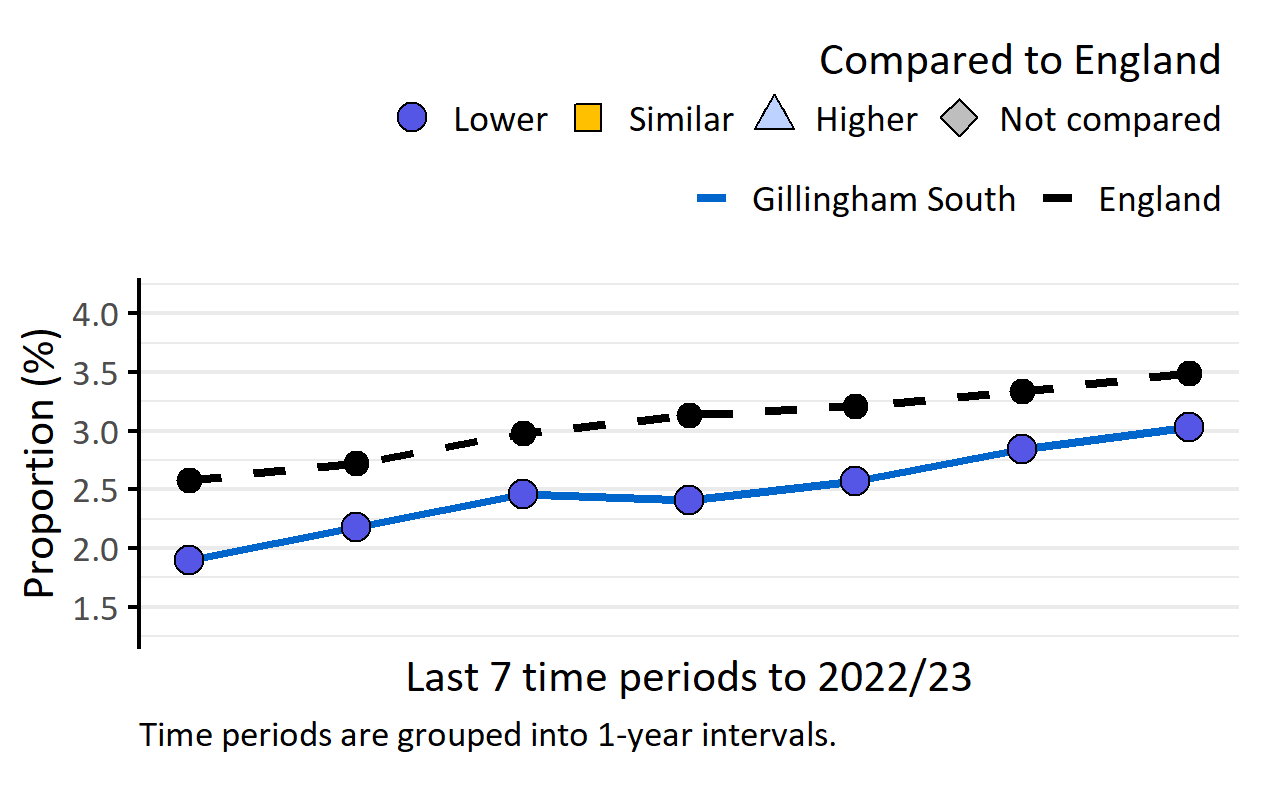 Compared to England
Lower Similar Higher Not compared
Gillingham South England
Proportion (%)
4.0
3.5
3.0
2.5
2.0
1.5
Last 7 time periods to 2022/23
Time periods are grouped into 1-year intervals.